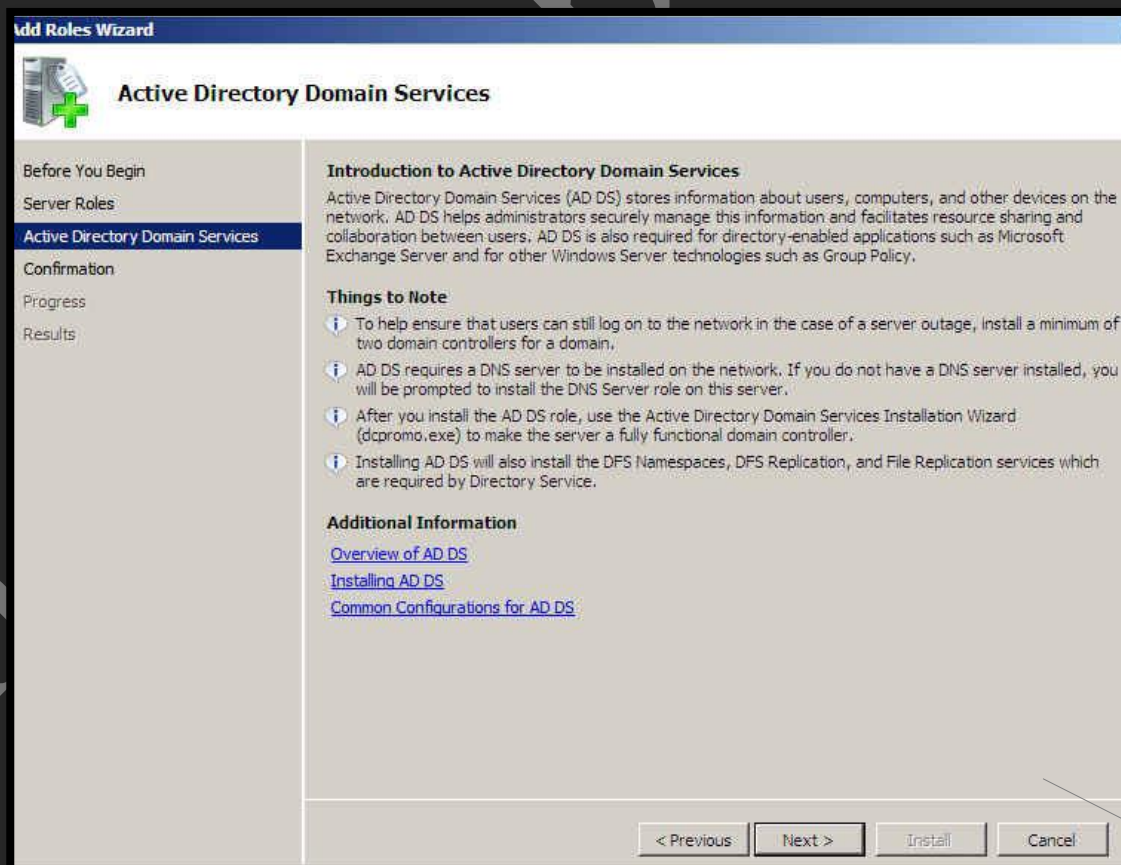 Add Roles Wizard
Active Directory Domain Services
Before You Begin
Server Roles
Active Directory Domain Services
Confirmation
Progress
Results
Introduction to Active Directory Domain Services
Active Directory Domain Services (AD DS) stores information about users, computers, and other devices on the
network. AD DS helps administrators securely manage this information and facilitates resource sharing and
collaboration between users. AD DS is also required for directory-enabled applications such as Microsoft
Exchange Server and for other Windows Server technologies such as Group Policy.
Things to Note
To help ensure that users can still log on to the network in the case of a server outage, install a minimum of
two domain controllers for a domain.
AD DS requires a DNS server to be installed on the network. If you do not have a DNS server installed, you
will be prompted to install the DNS Server role on this server.
After you install the AD DS role, use the Active Directory Domain Services Installation Wizard
(dcpromo.exe) to make the server a fully functional domain controller.
Installing AD DS will also install the DFS Namespaces, DFS Replication, and File Replication services which
are required by Directory Service.
Additional Information
Overview of AD DS
Installing AD DS
Common Configurations for AD DS
< Previous
Next >
Install
Cancel